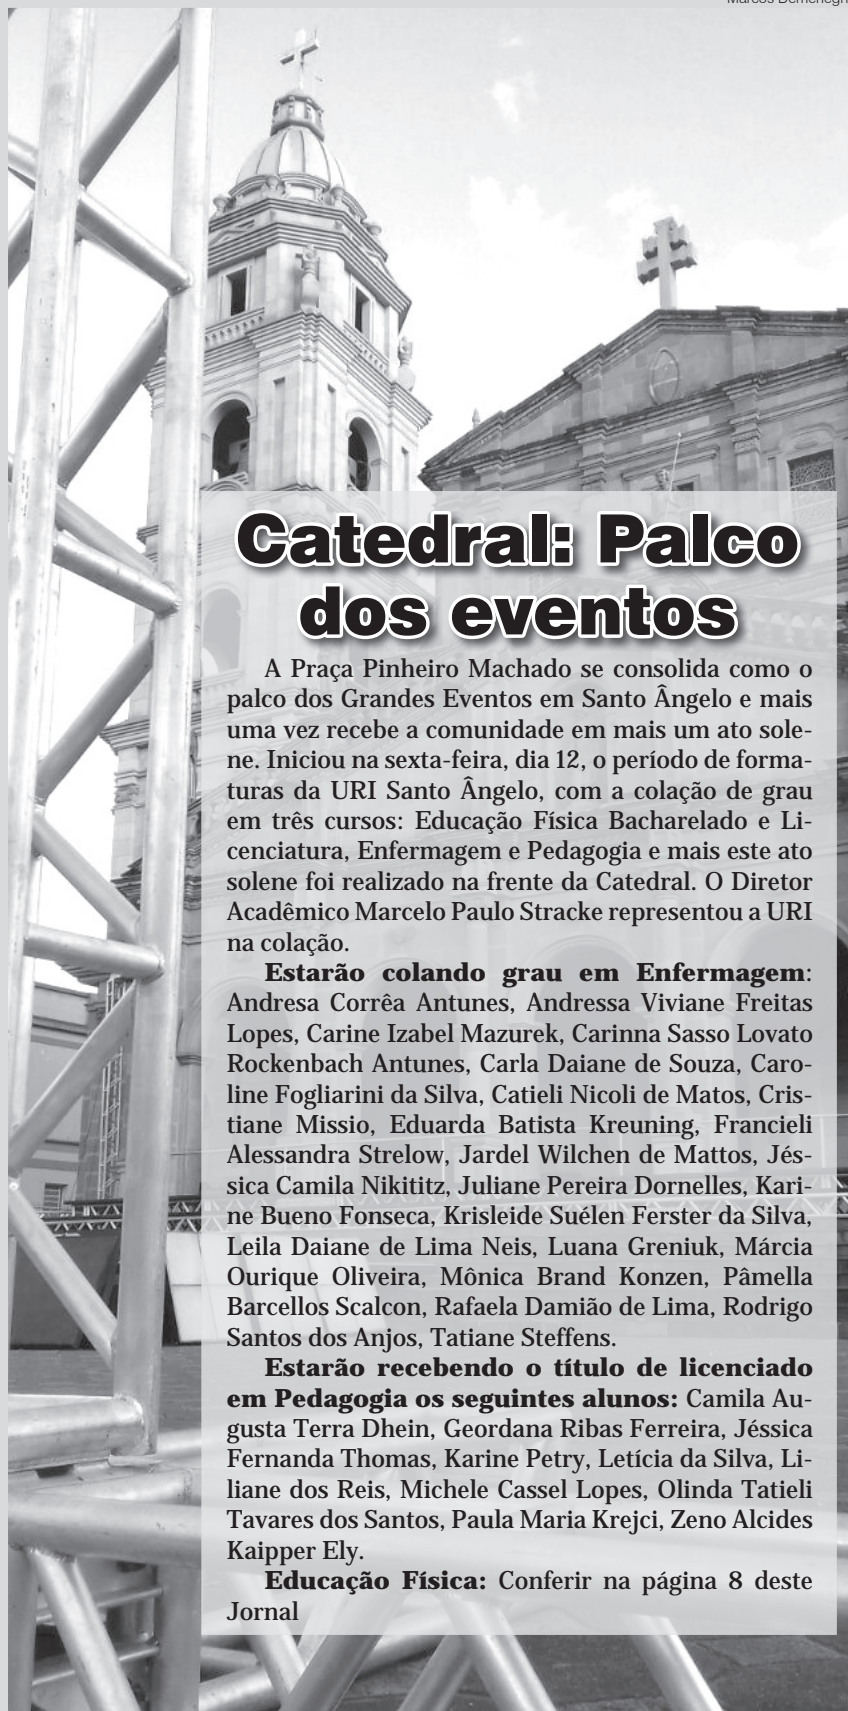 Marcos Demenegh
Catedral: Palco
dos eventos
A Praça Pinheiro Machado se consolida como o
palco dos Grandes Eventos em Santo Ângelo e mais
uma vez recebe a comunidade em mais um ato sole-
ne. Iniciou na sexta-feira, dia 12, o período de forma-
turas da URI Santo Ângelo, com a colação de grau
em três cursos: Educação Física Bacharelado e Li-
cenciatura, Enfermagem e Pedagogia e mais este ato
solene foi realizado na frente da Catedral. O Diretor
Acadêmico Marcelo Paulo Stracke representou a URI
na colação.
Estarão colando grau em Enfermagem:
Andresa Corrêa Antunes, Andressa Viviane Freitas
Lopes, Carine Izabel Mazurek, Carinna Sasso Lovato
Rockenbach Antunes, Carla Daiane de Souza, Caro-
line Fogliarini da Silva, Catieli Nicoli de Matos, Cris-
tiane Missio, Eduarda Batista Kreuning, Francieli
Alessandra Strelow, Jardel Wilchen de Mattos, Jés-
sica Camila Nikititz, Juliane Pereira Dornelles, Kari-
ne Bueno Fonseca, Krisleide Suélen Ferster da Silva,
Leila Daiane de Lima Neis, Luana Greniuk, Márcia
Ourique Oliveira, Mônica Brand Konzen, Pâmella
Barcellos Scalcon, Rafaela Damião de Lima, Rodrigo
Santos dos Anjos, Tatiane Steffens.
Estarão recebendo o título de licenciado
em Pedagogia os seguintes alunos: Camila Au-
gusta Terra Dhein, Geordana Ribas Ferreira, Jéssica
Fernanda Thomas, Karine Petry, Letícia da Silva, Li-
liane dos Reis, Michele Cassel Lopes, Olinda Tatieli
Tavares dos Santos, Paula Maria Krejci, Zeno Alcides
Kaipper Ely.
Educação Física: Conferir na página 8 deste
Jornal